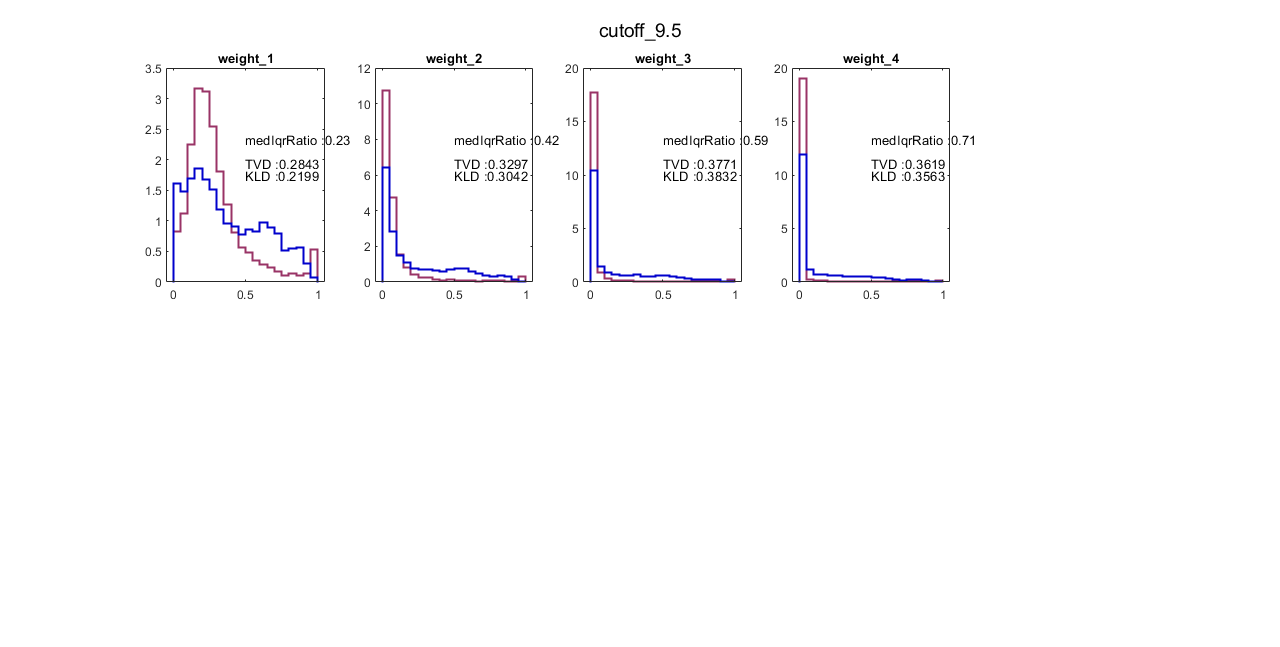 cutoff_9.5
weight_1
3.5
3
2.5
2
1.5
1
0.5
0
0
0.5
1
medIqrRatio :0.23
TVD :0.2843
KLD :0.2199
weight_2
12
10
8
6
4
2
0
0
0.5
1
medIqrRatio :0.42
TVD :0.3297
KLD :0.3042
weight_3
20
15
10
5
0
0
0.5
1
medIqrRatio :0.59
TVD :0.3771
KLD :0.3832
weight_4
20
15
10
5
0
0
0.5
1
medIqrRatio :0.71
TVD :0.3619
KLD :0.3563